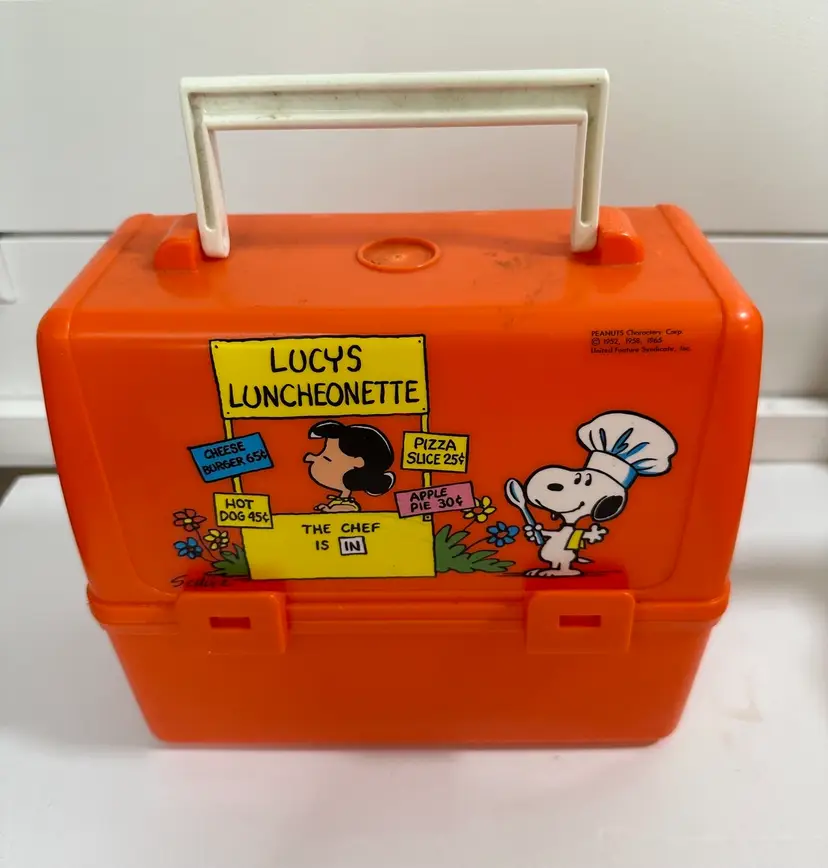 PEANUTS Characters Corp.
© 1952, 1958, 1965
United Feature Syndicate, Inc.
LUCYS
LUNCHEONETTE
CHEESE
BURGER 65¢
PIZZA
SLICE 25¢
HOT
DOG 45¢
APPLE
PIE 30¢
THE CHEF
IS IN